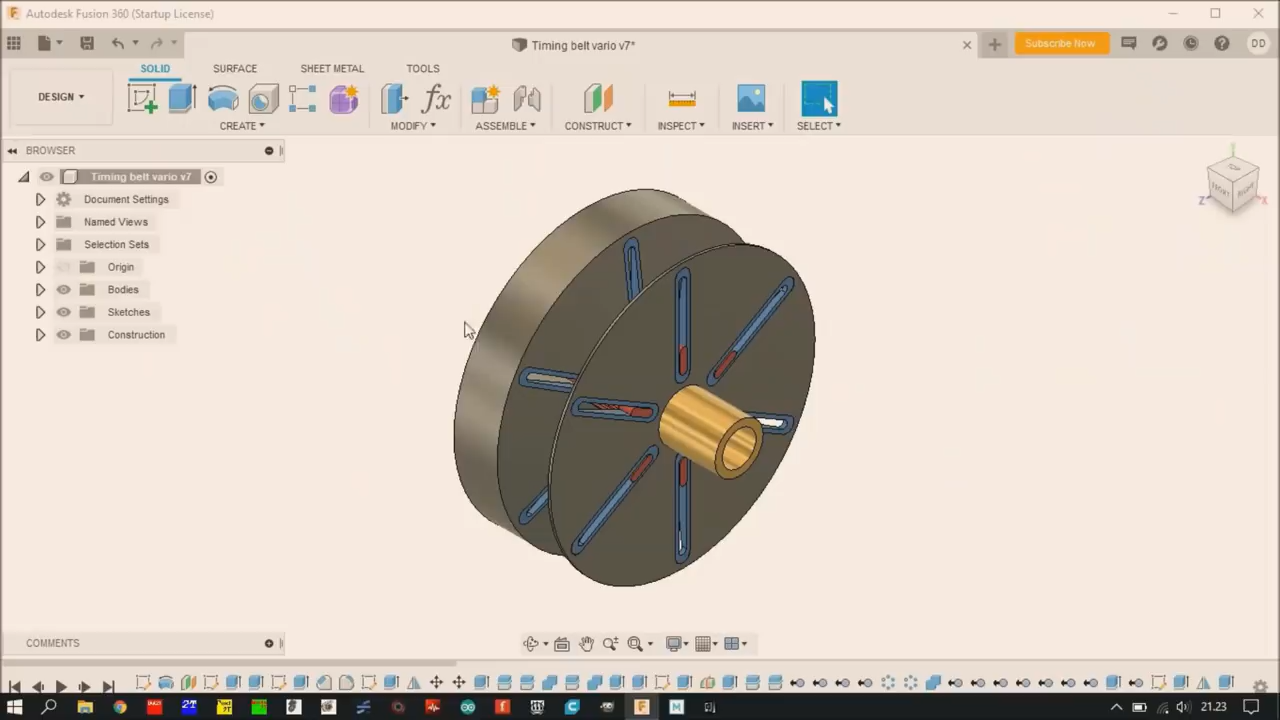 Autodesk Fusion 360 (Startup License)
Timing belt vario v7*
Subscribe Now
DD
SOLID SURFACE SHEET METAL TOOLS
DESIGN
CREATE MODIFY ASSEMBLE CONSTRUCT INSPECT INSERT SELECT
BROWSER
Timing belt vario v7
Document Settings
Named Views
Selection Sets
Origin
Bodies
Sketches
Construction
COMMENTS
21.23